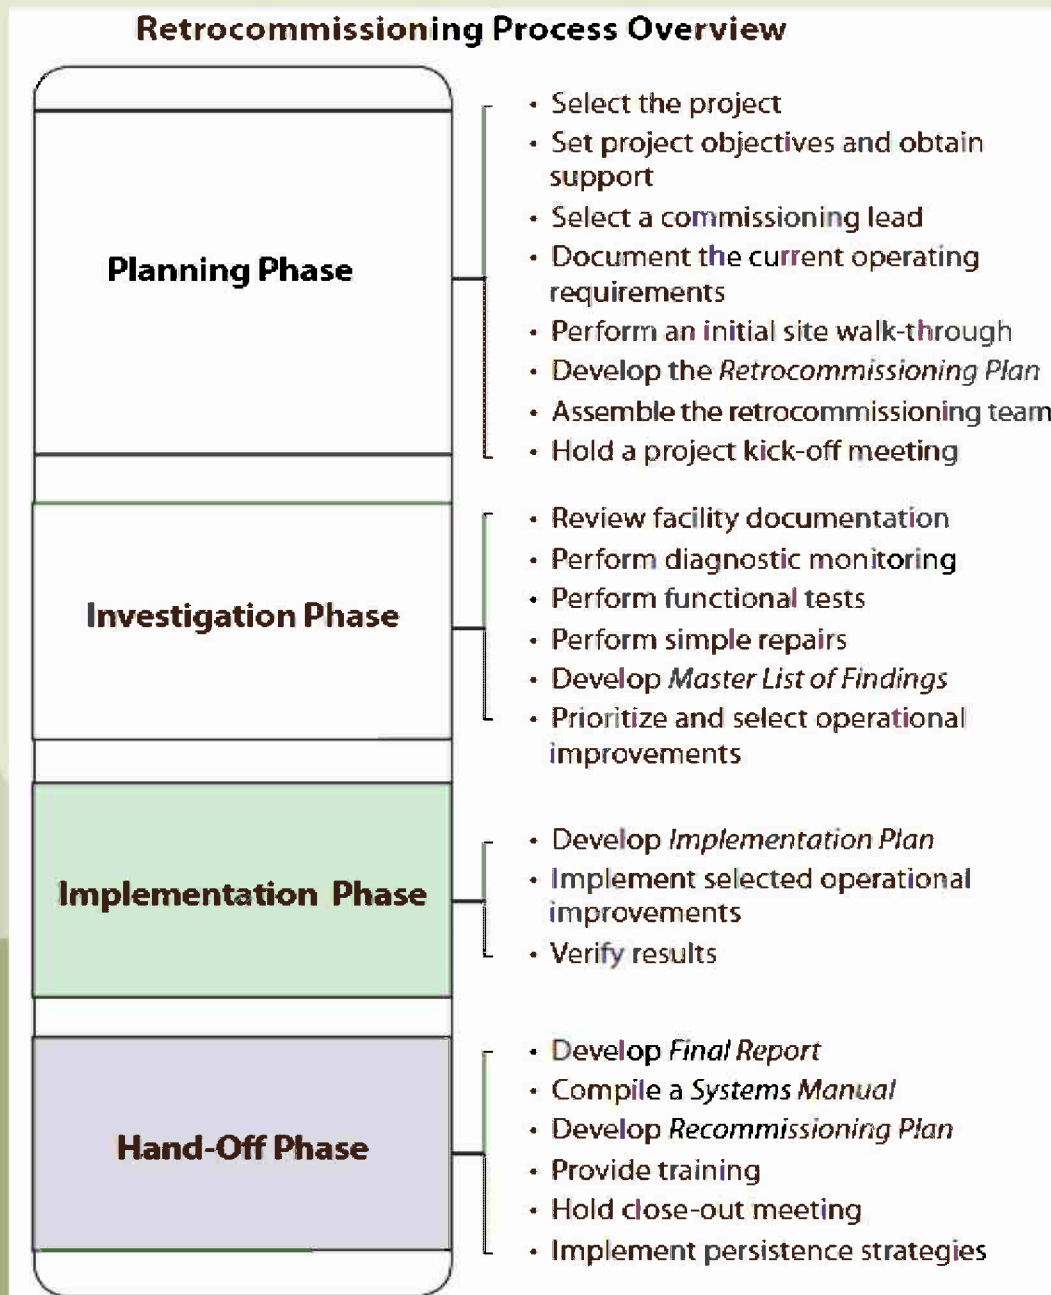 Retrocommissioning Process Overview
Planning Phase
• Select the project
• Set project objectives and obtain
support
• Select a commissioning lead
• Document the current operating
requirements
• Perform an initial site walk-through
• Develop the Retrocommissioning Plan
• Assemble the retrocommissioning team
• Hold a project kick-off meeting
Investigation Phase
• Review facility documentation
• Perform diagnostic monitoring
• Perform functional tests
• Perform simple repairs
• Develop Master List of Findings
• Prioritize and select operational
improvements
Implementation Phase
• Develop Implementation Plan
• Implement selected operational
improvements
• Verify results
Hand-Off Phase
• Develop Final Report
• Compile a Systems Manual
• Develop Recommissioning Plan
• Provide training
• Hold close-out meeting
• Implement persistence strategies